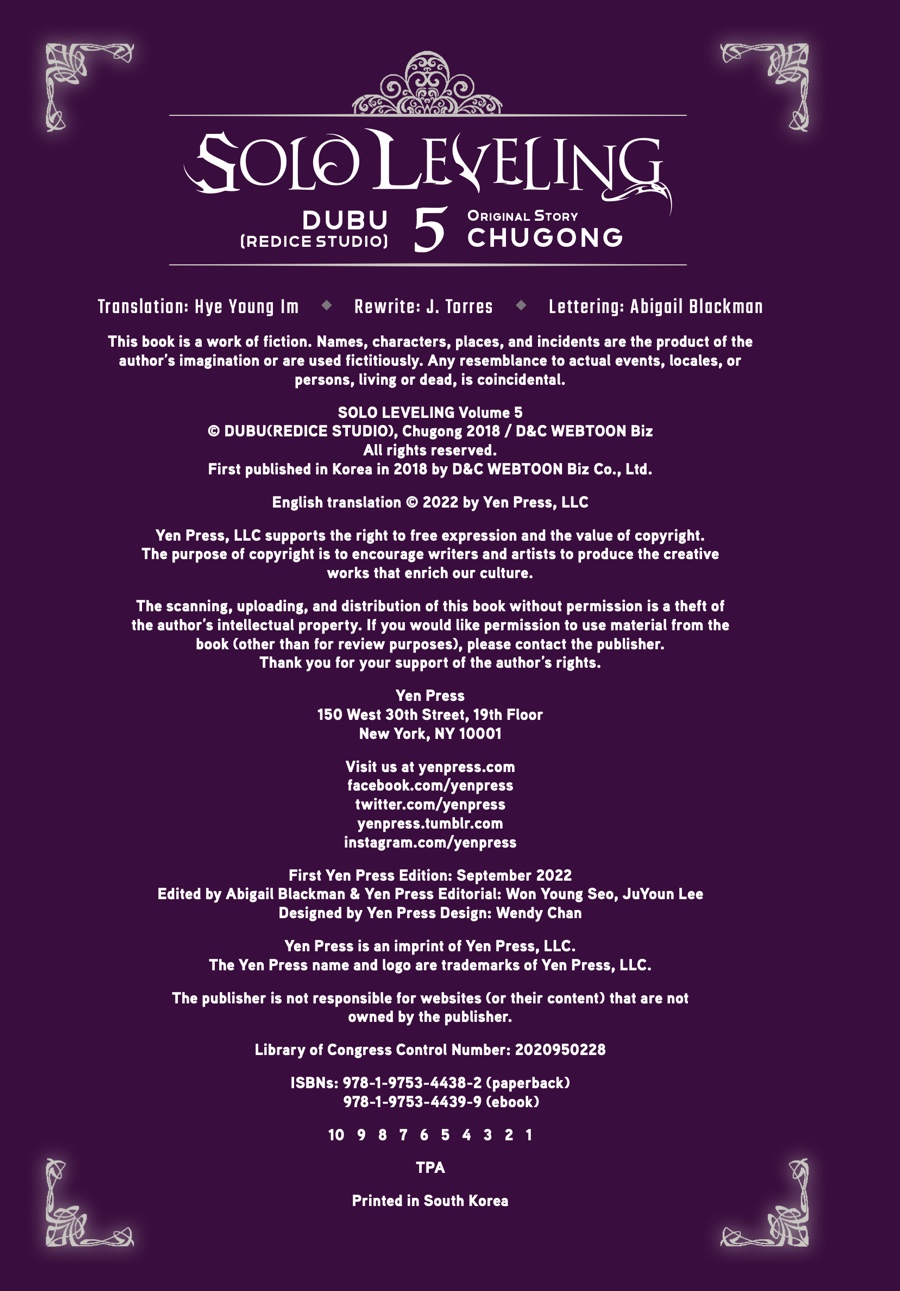 SOLO LEVELING
DUBU
(REDICE STUDIO)
5
ORIGINAL STORY
CHUGONG
Translation: Hye Young Im ◆ Rewrite: J. Torres ◆ Lettering: Abigail Blackman
This book is a work of fiction. Names, characters, places, and incidents are the product of the
author's imagination or are used fictitiously. Any resemblance to actual events, locales, or
persons, living or dead, is coincidental.
SOLO LEVELING Volume 5
© DUBU(REDICE STUDIO), Chugong 2018 / D&C WEBTOON Biz
All rights reserved.
First published in Korea in 2018 by D&C WEBTOON Biz Co., Ltd.
English translation © 2022 by Yen Press, LLC
Yen Press, LLC supports the right to free expression and the value of copyright.
The purpose of copyright is to encourage writers and artists to produce the creative
works that enrich our culture.
The scanning, uploading, and distribution of this book without permission is a theft of
the author's intellectual property. If you would like permission to use material from the
book (other than for review purposes), please contact the publisher.
Thank you for your support of the author's rights.
Yen Press
150 West 30th Street, 19th Floor
New York, NY 10001
Visit us at yenpress.com
facebook.com/yenpress
twitter.com/yenpress
yenpress.tumblr.com
instagram.com/yenpress
First Yen Press Edition: September 2022
Edited by Abigail Blackman & Yen Press Editorial: Won Young Seo, JuYoun Lee
Designed by Yen Press Design: Wendy Chan
Yen Press is an imprint of Yen Press, LLC.
The Yen Press name and logo are trademarks of Yen Press, LLC.
The publisher is not responsible for websites (or their content) that are not
owned by the publisher.
Library of Congress Control Number: 2020950228
ISBNs: 978-1-9753-4438-2 (paperback)
978-1-9753-4439-9 (ebook)
10 9 8 7 6 5 4 3 2 1
TPA
Printed in South Korea